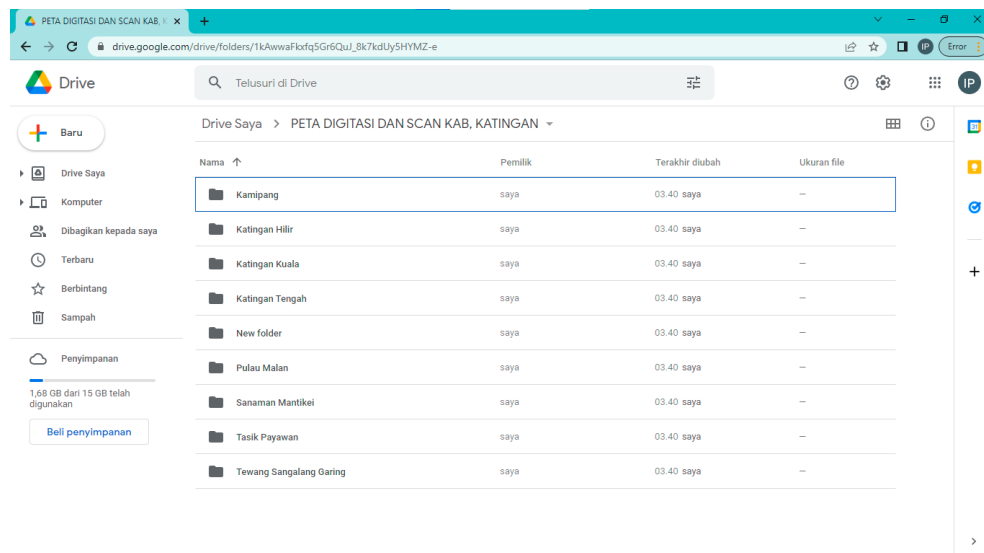 PETA DIGITASI DAN SCAN KAB, K
drive.google.com/drive/folders/1kAwwaFkxfq5Gr6QuJ_8k7kdUy5HYMZ-e
IP
Error
Drive
Telusuri di Drive
IP
Baru
Drive Saya > PETA DIGITASI DAN SCAN KAB, KATINGAN
31
Nama Pemilik Terakhir diubah Ukuran file
Drive Saya
Komputer
Dibagikan kepada saya
Terbaru
Berbintang
Sampah
Penyimpanan
1,68 GB dari 15 GB telah
digunakan
Beli penyimpanan
Kamipang saya 03.40 saya –
Katingan Hilir saya 03.40 saya –
Katingan Kuala saya 03.40 saya –
Katingan Tengah saya 03.40 saya –
New folder saya 03.40 saya –
Pulau Malan saya 03.40 saya –
Sanaman Mantikei saya 03.40 saya –
Tasik Payawan saya 03.40 saya –
Tewang Sangalang Garing saya 03.40 saya –